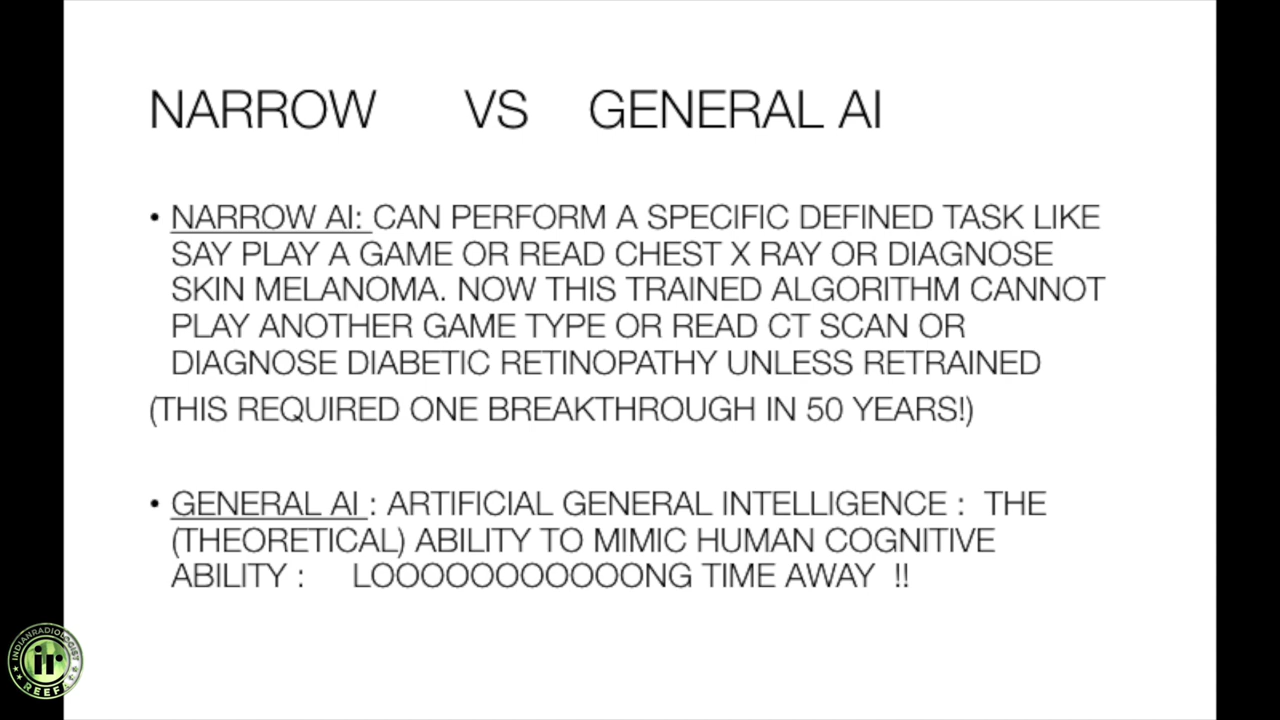 NARROW VS GENERAL AI
• NARROW AI: CAN PERFORM A SPECIFIC DEFINED TASK LIKE
SAY PLAY A GAME OR READ CHEST X RAY OR DIAGNOSE
SKIN MELANOMA. NOW THIS TRAINED ALGORITHM CANNOT
PLAY ANOTHER GAME TYPE OR READ CT SCAN OR
DIAGNOSE DIABETIC RETINOPATHY UNLESS RETRAINED
(THIS REQUIRED ONE BREAKTHROUGH IN 50 YEARS!)
• GENERAL AI : ARTIFICIAL GENERAL INTELLIGENCE : THE
(THEORETICAL) ABILITY TO MIMIC HUMAN COGNITIVE
ABILITY : LOOOOOOOOOOONG TIME AWAY !!
INDIANRADIOLOGIST
ir